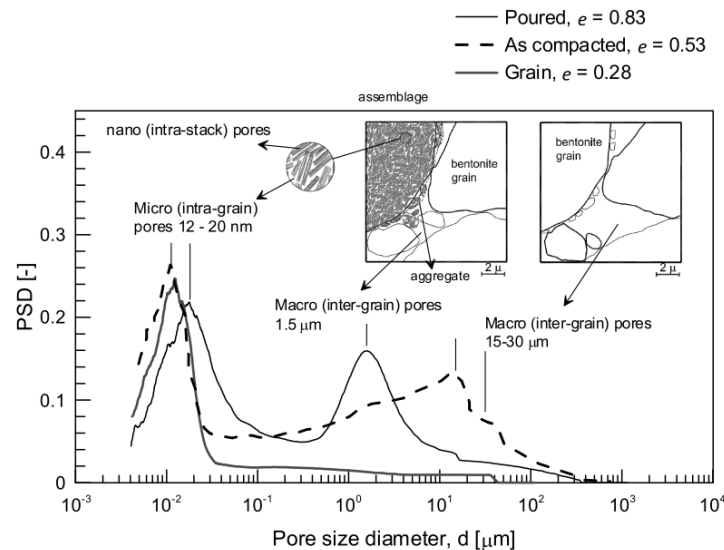 Poured, e = 0.83
As compacted, e = 0.53
Grain, e = 0.28
assemblage
nano (intra-stack) pores
bentonite
grain
bentonite
grain
Micro (intra-grain)
pores 12 - 20 nm
aggregate
2 μ
2 μ
Macro (inter-grain) pores
1.5 μm
Macro (inter-grain) pores
15-30 μm
PSD [-]
0.4
0.3
0.2
0.1
0
10⁻³ 10⁻² 10⁻¹ 10⁰ 10¹ 10² 10³ 10⁴
Pore size diameter, d [μm]